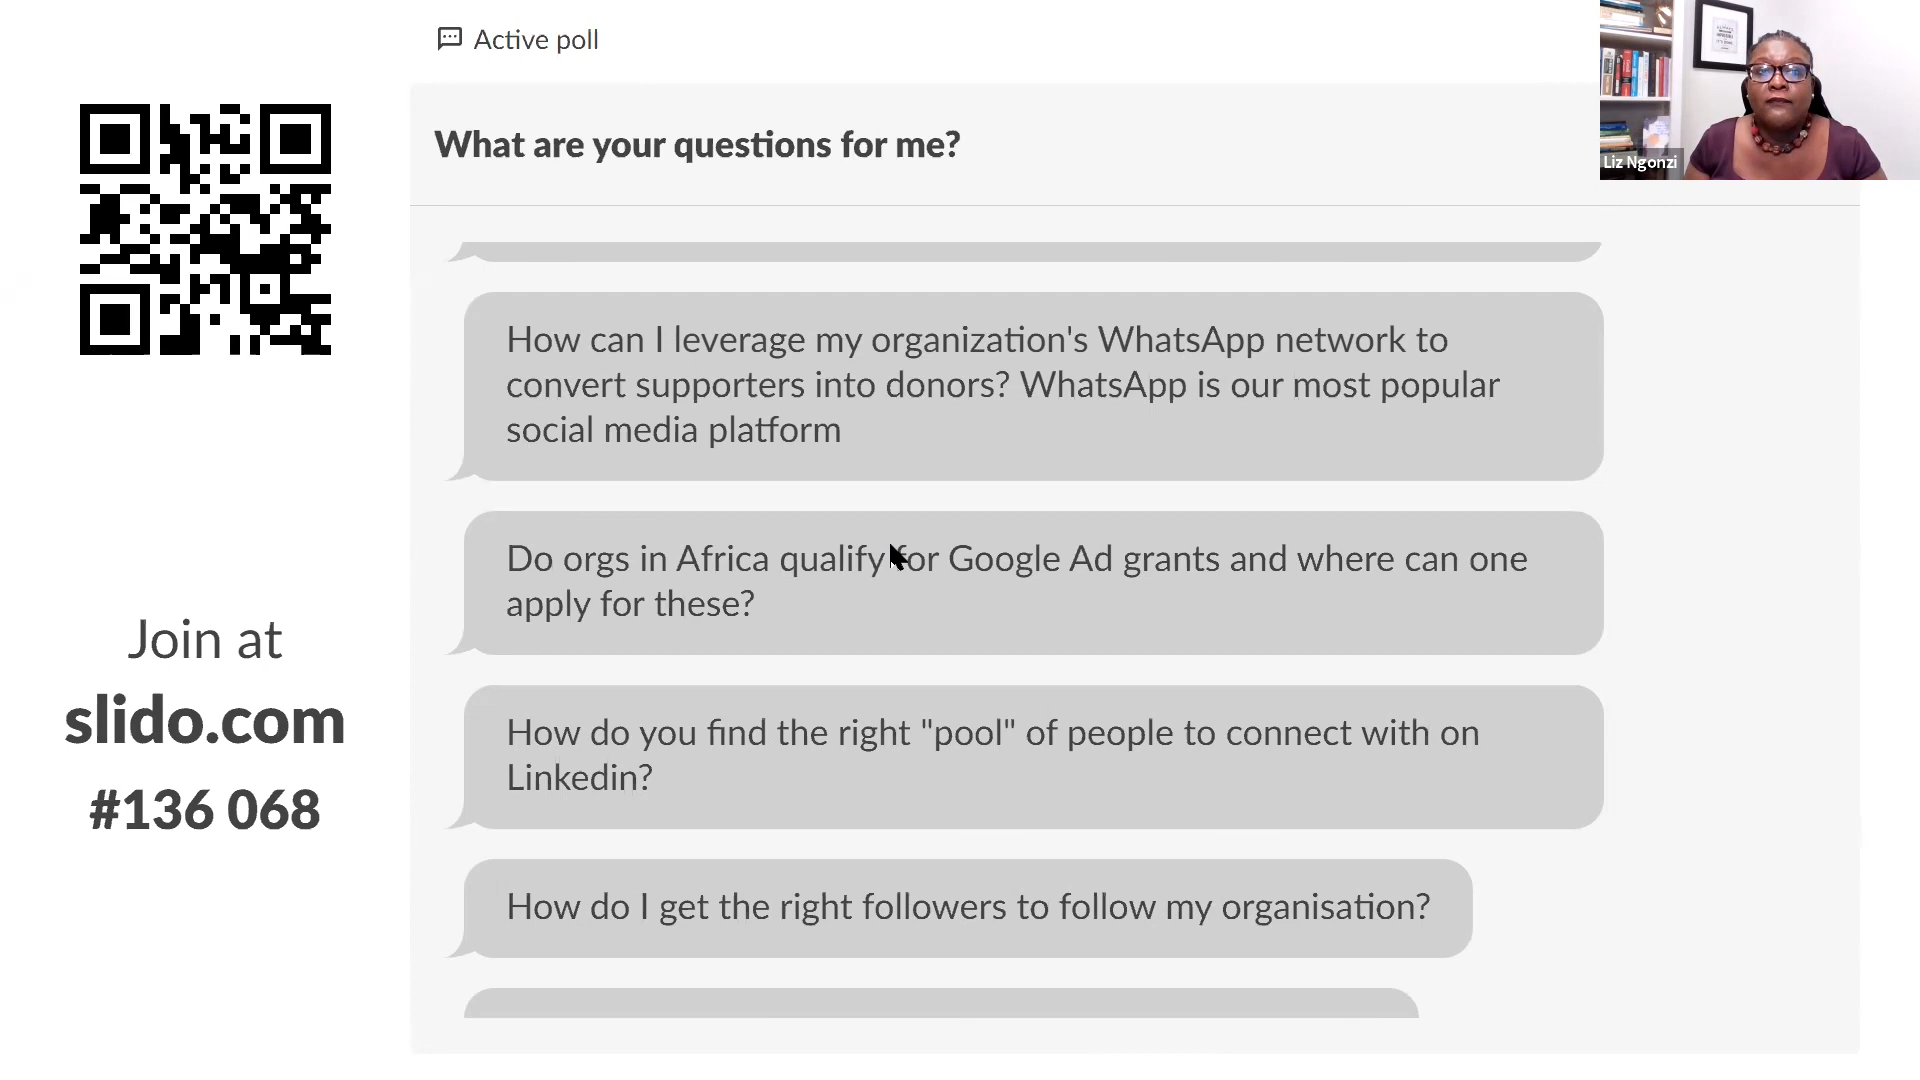 Active poll
What are your questions for me?
Liz Ngonzi
How can I leverage my organization's WhatsApp network to
convert supporters into donors? WhatsApp is our most popular
social media platform
Do orgs in Africa qualify for Google Ad grants and where can one
apply for these?
How do you find the right "pool" of people to connect with on
Linkedin?
How do I get the right followers to follow my organisation?
Join at
slido.com
#136 068